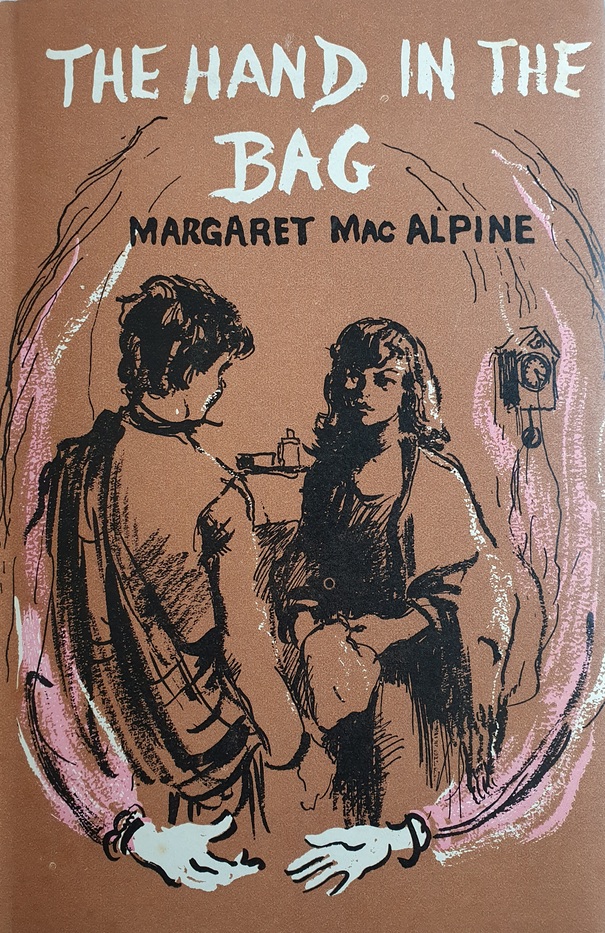 THE HAND IN THE
BAG
MARGARET MAC ALPINE